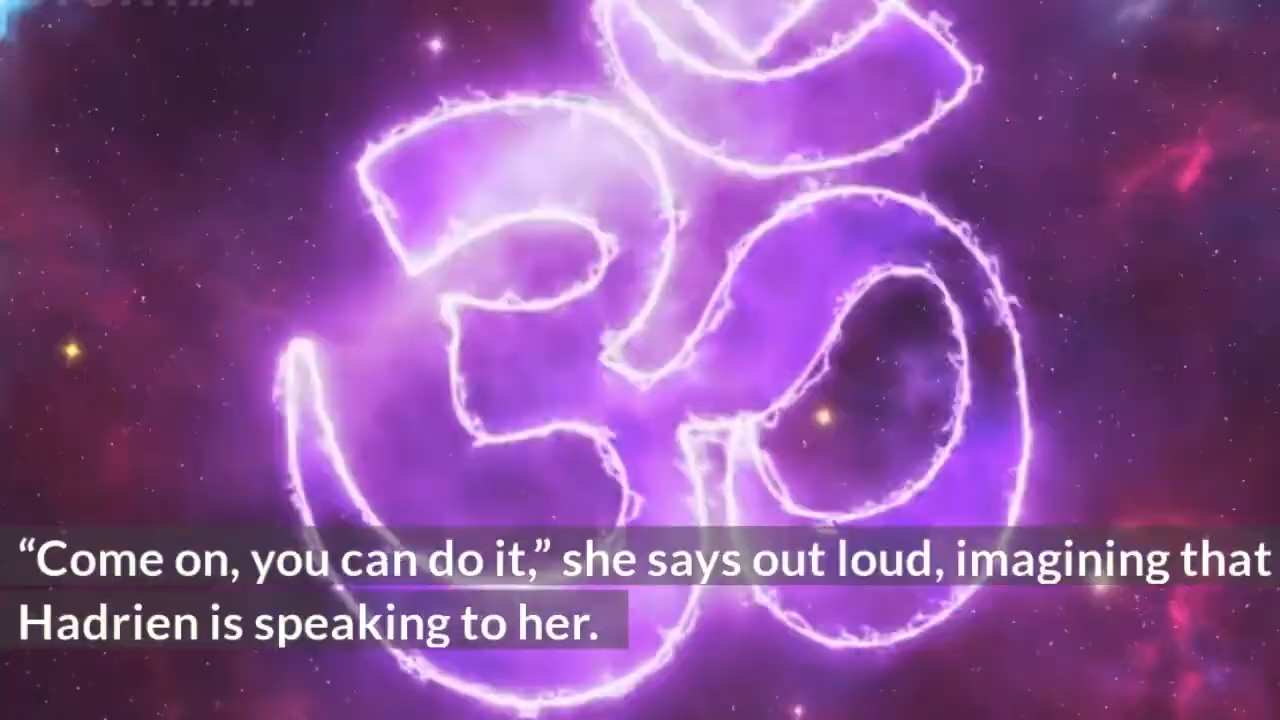 “Come on, you can do it,” she says out loud, imagining that
Hadrien is speaking to her.